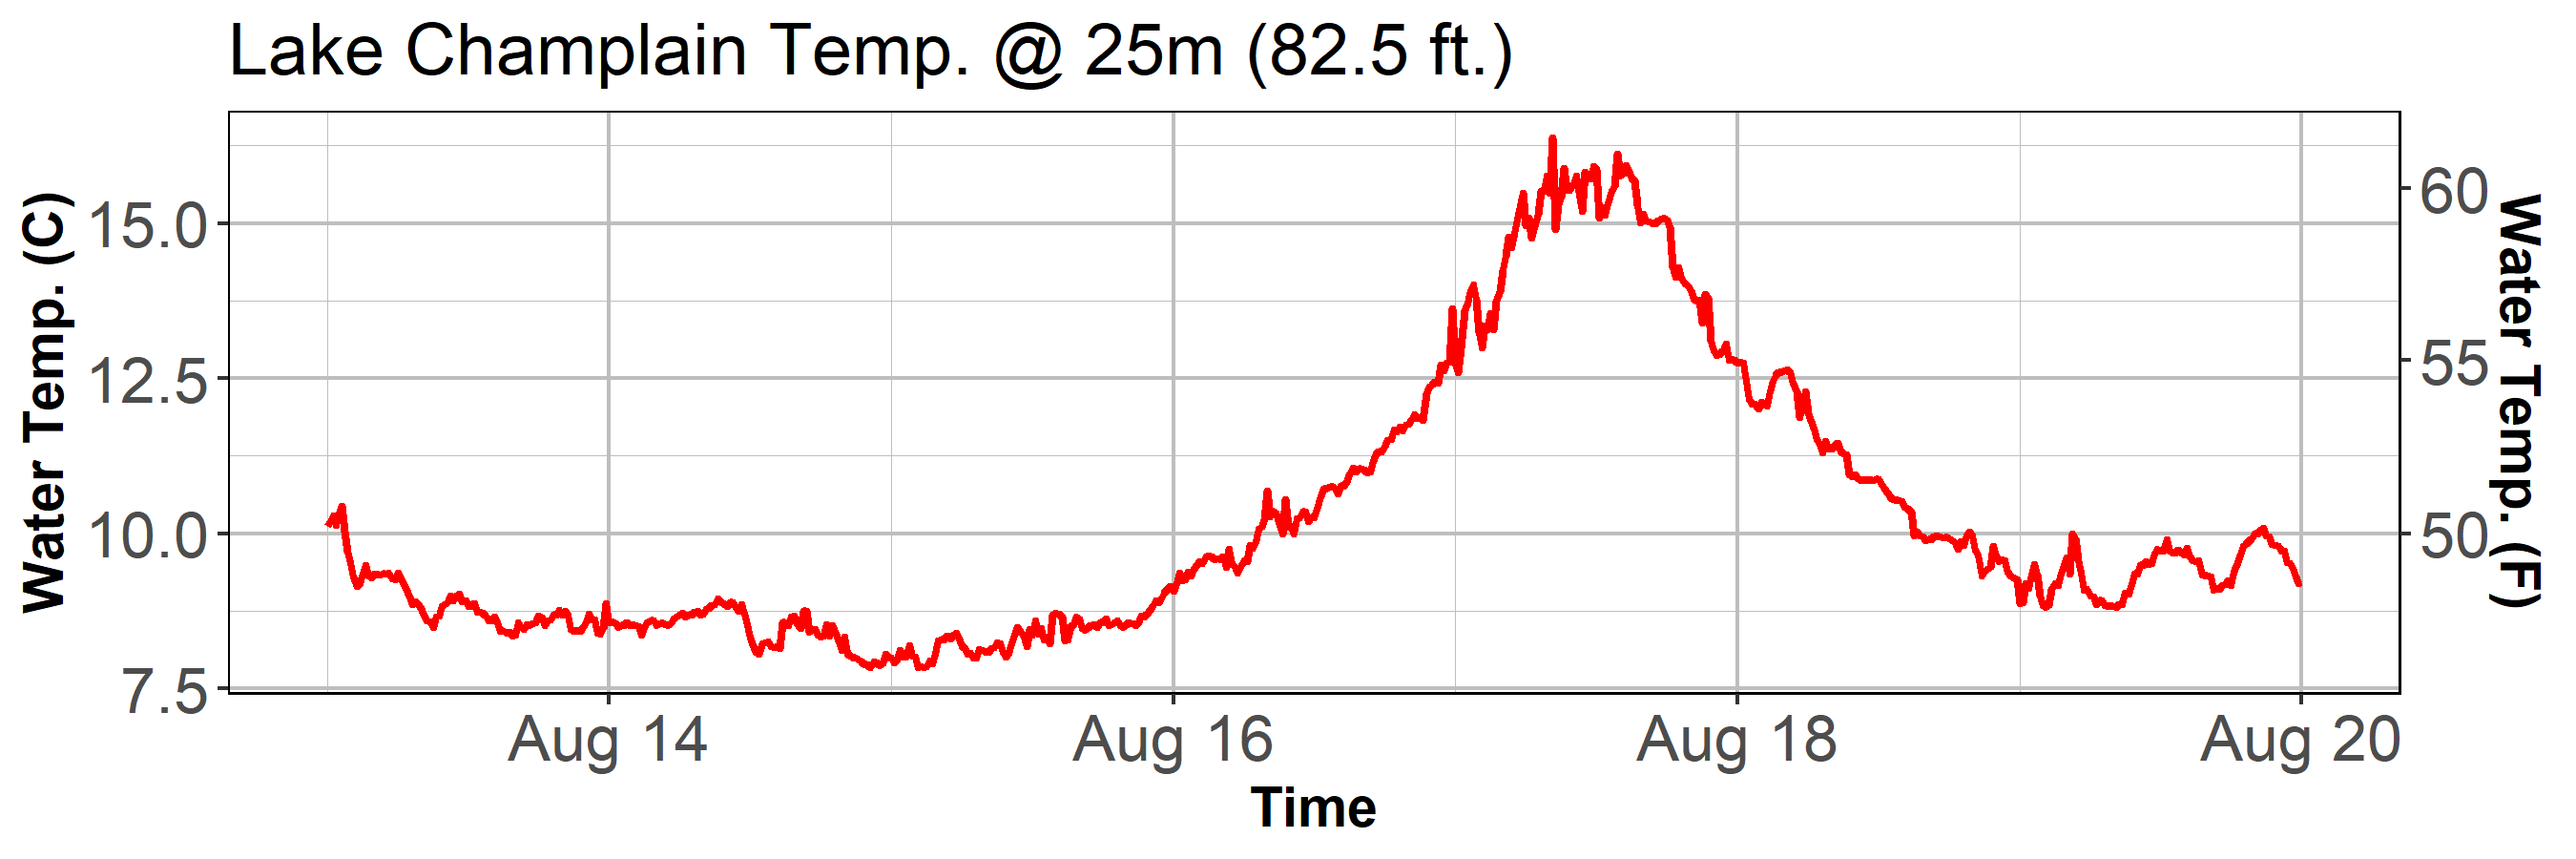 Lake Champlain Temp. @ 25m (82.5 ft.)
Water Temp. (C)
15.0
12.5
10.0
7.5
60
55
50
Water Temp. (F)
Aug 14 Aug 16 Aug 18 Aug 20
Time